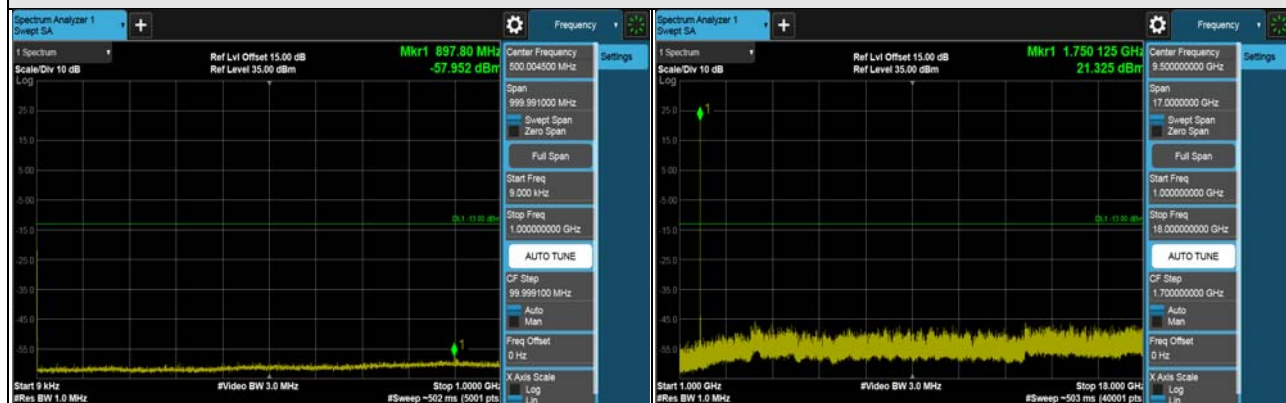 Spectrum Analyzer 1
Swept SA
+
Frequency
1 Spectrum
Scale/Div 10 dB
Log
Ref Lvl Offset 15.00 dB
Ref Level 35.00 dBm
Mkr1 897.80 MHz
-57.952 dBm
25.0
15.0
5.00
-5.00
-15.0
-25.0
-35.0
-45.0
-55.0
DL1 -13.00 dBm
1
Start 9 kHz
#Res BW 1.0 MHz
#Video BW 3.0 MHz
Stop 1.0000 GHz
#Sweep ~502 ms (5001 pts
Center Frequency
500.004500 MHz
Span
999.991000 MHz
Swept Span
Zero Span
Full Span
Start Freq
9.000 kHz
Stop Freq
1.000000000 GHz
AUTO TUNE
CF Step
99.999100 MHz
Auto
Man
Freq Offset
0 Hz
X Axis Scale
Log
Lin
Settings
Spectrum Analyzer 1
Swept SA
+
Frequency
1 Spectrum
Scale/Div 10 dB
Log
Ref Lvl Offset 15.00 dB
Ref Level 35.00 dBm
Mkr1 1.750 125 GHz
21.325 dBm
25.0
15.0
5.00
-5.00
-15.0
-25.0
-35.0
-45.0
-55.0
DL1 -13.00 dBm
1
Start 1.000 GHz
#Res BW 1.0 MHz
#Video BW 3.0 MHz
Stop 18.000 GHz
#Sweep ~503 ms (40001 pts
Center Frequency
9.500000000 GHz
Span
17.0000000 GHz
Swept Span
Zero Span
Full Span
Start Freq
1.000000000 GHz
Stop Freq
18.000000000 GHz
AUTO TUNE
CF Step
1.700000000 GHz
Auto
Man
Freq Offset
0 Hz
X Axis Scale
Log
Lin
Settings